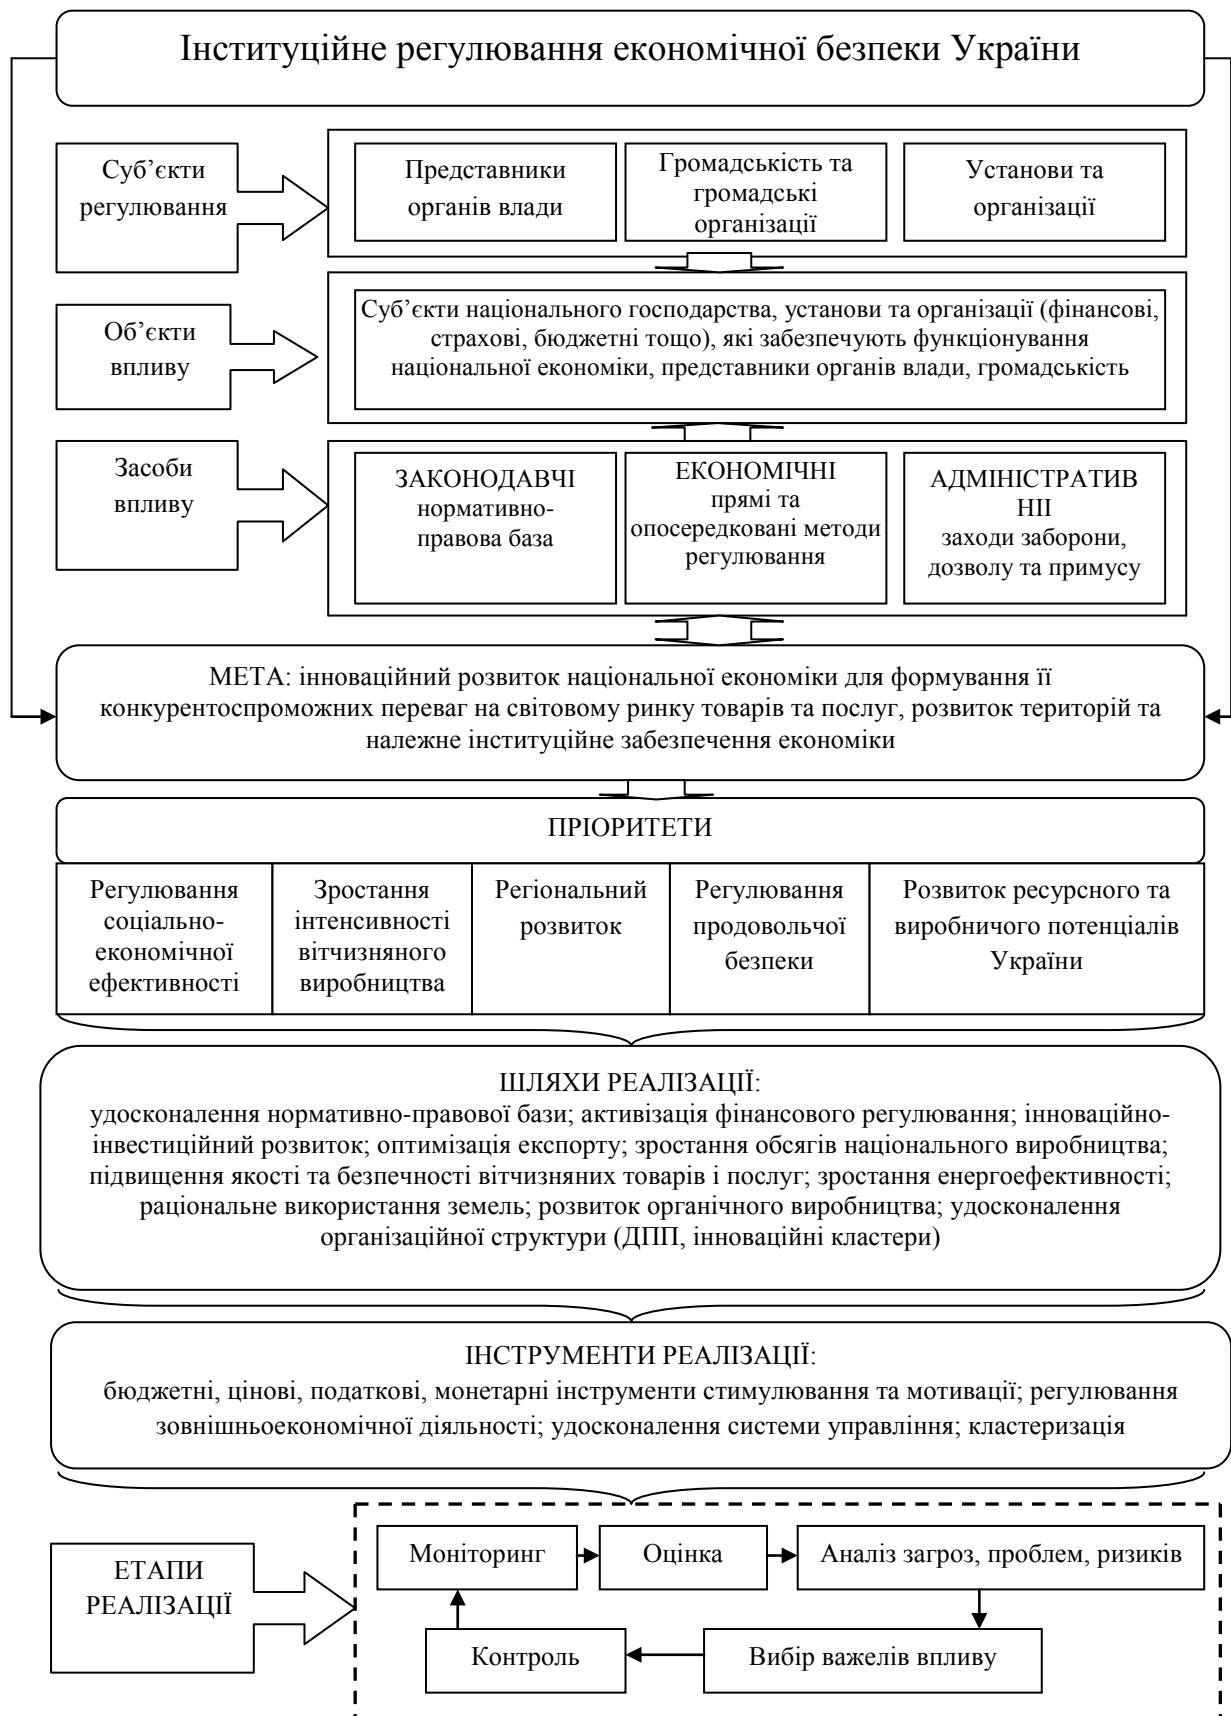 Інституційне регулювання економічної безпеки України
Суб’єкти
регулювання
Представники
органів влади
Громадськість та
громадські
організації
Установи та
організації
Об’єкти
впливу
Суб’єкти національного господарства, установи та організації (фінансові,
страхові, бюджетні тощо), які забезпечують функціонування
національної економіки, представники органів влади, громадськість
Засоби
впливу
ЗАКОНОДАВЧІ
нормативно-
правова база
ЕКОНОМІЧНІ
прямі та
опосередковані методи
регулювання
АДМІНІСТРАТИВ
НІІ
заходи заборони,
дозволу та примусу
МЕТА: інноваційний розвиток національної економіки для формування її
конкурентоспроможних переваг на світовому ринку товарів та послуг, розвиток територій та
належне інституційне забезпечення економіки
ПРІОРИТЕТИ
Регулювання
соціально-
економічної
ефективності
Зростання
інтенсивності
вітчизняного
виробництва
Регіональний
розвиток
Регулювання
продовольчої
безпеки
Розвиток ресурсного та
виробничого потенціалів
України
ШЛЯХИ РЕАЛІЗАЦІЇ:
удосконалення нормативно-правової бази; активізація фінансового регулювання; інноваційно-
інвестиційний розвиток; оптимізація експорту; зростання обсягів національного виробництва;
підвищення якості та безпечності вітчизняних товарів і послуг; зростання енергоефективності;
раціональне використання земель; розвиток органічного виробництва; удосконалення
організаційної структури (ДПП, інноваційні кластери)
ІНСТРУМЕНТИ РЕАЛІЗАЦІЇ:
бюджетні, цінові, податкові, монетарні інструменти стимулювання та мотивації; регулювання
зовнішньоекономічної діяльності; удосконалення системи управління; кластеризація
ЕТАПИ
РЕАЛІЗАЦІЇ
Моніторинг
Оцінка
Аналіз загроз, проблем, ризиків
Контроль
Вибір важелів впливу